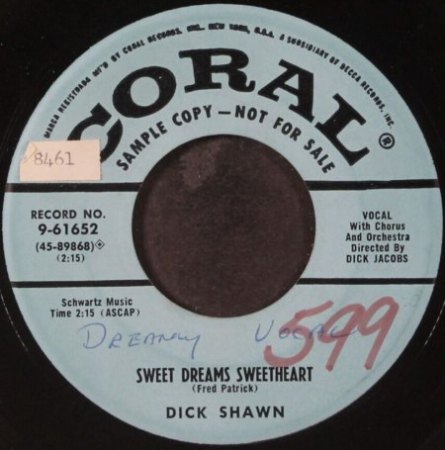 MARCA REGISTRADA MF'D BY CORAL RECORDS, INC., NEW YORK, U.S.A. A SUBSIDIARY OF DECCA RECORDS, INC.
CORAL®
SAMPLE COPY — NOT FOR SALE
8461
RECORD NO.
9-61652
(45-89868)
(2:15)
VOCAL
With Chorus
And Orchestra
Directed By
DICK JACOBS
Schwartz Music
Time 2:15 (ASCAP)
DREAMY VOCAL
599
SWEET DREAMS SWEETHEART
(Fred Patrick)
DICK SHAWN